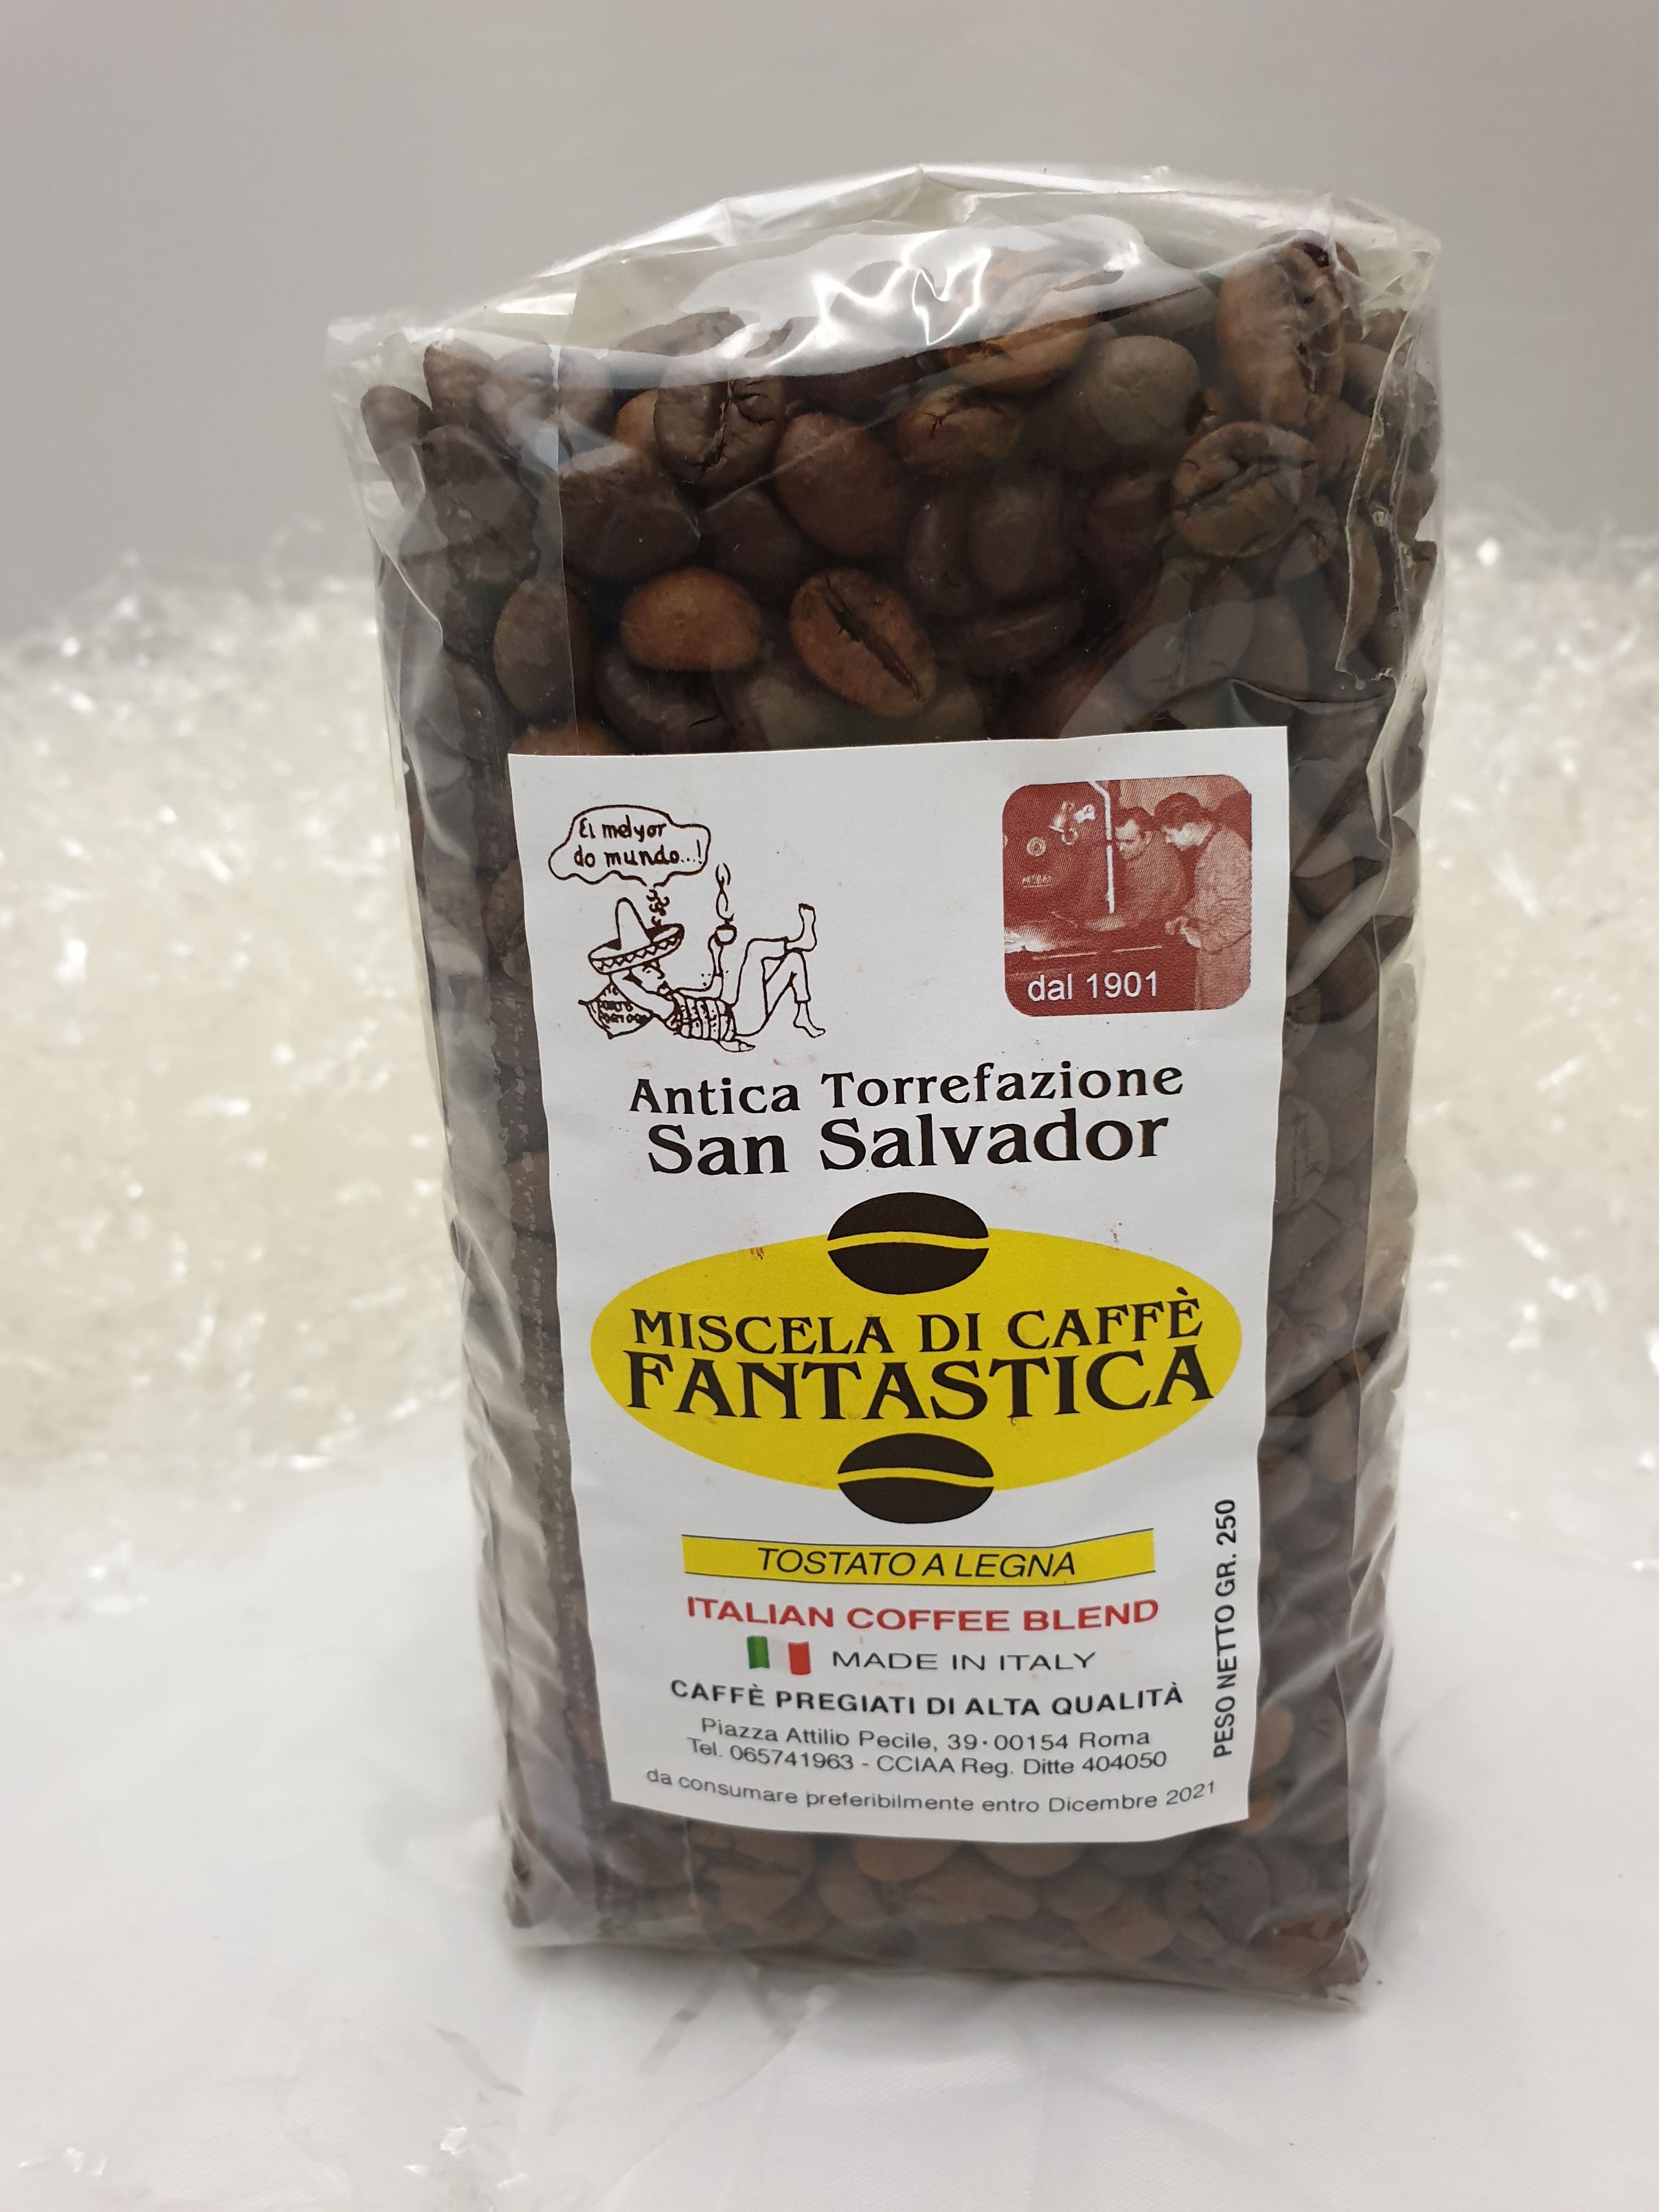 El melyor
do mundo...!
dal 1901
Antica Torrefazione
San Salvador
MISCELA DI CAFFÈ
FANTASTICA
TOSTATO A LEGNA
ITALIAN COFFEE BLEND
MADE IN ITALY
CAFFÈ PREGIATI DI ALTA QUALITÀ
Piazza Attilio Pecile, 39 · 00154 Roma
Tel. 065741963 - CCIAA Reg. Ditte 404050
da consumare preferibilmente entro Dicembre 2021
PESO NETTO GR. 250